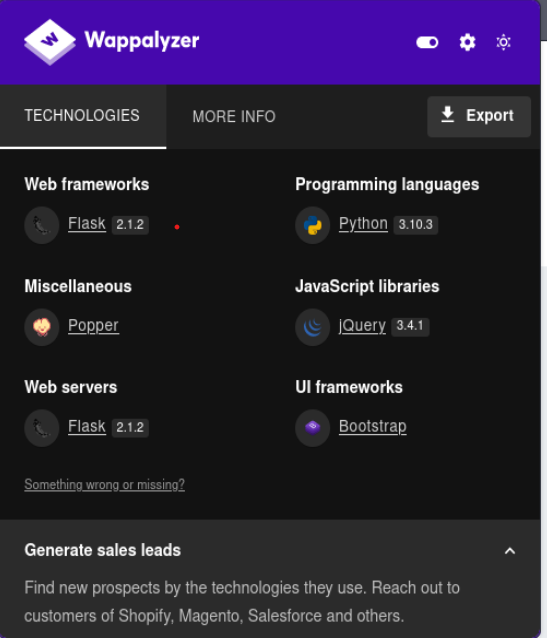 Wappalyzer
TECHNOLOGIES MORE INFO Export
Web frameworks
Flask 2.1.2
Programming languages
Python 3.10.3
Miscellaneous
Popper
JavaScript libraries
jQuery 3.4.1
Web servers
Flask 2.1.2
UI frameworks
Bootstrap
Something wrong or missing?
Generate sales leads
Find new prospects by the technologies they use. Reach out to
customers of Shopify, Magento, Salesforce and others.